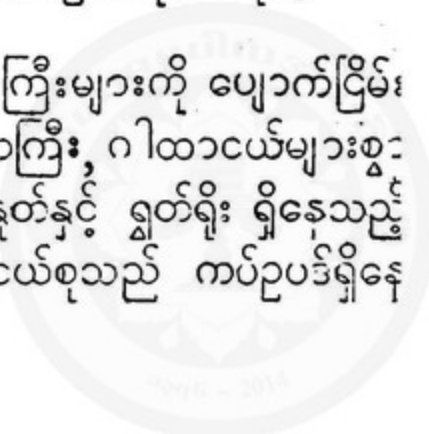 ကြီးများကို ပျောက်ငြိမ်း
ကြီး, ဂါထာငယ်များစွာ
နှုတ်နှင့် ရွတ်ရိုး ရှိနေသည့်
ငယ်စုသည် ကပ်ဥပဒ်ရှိနေ